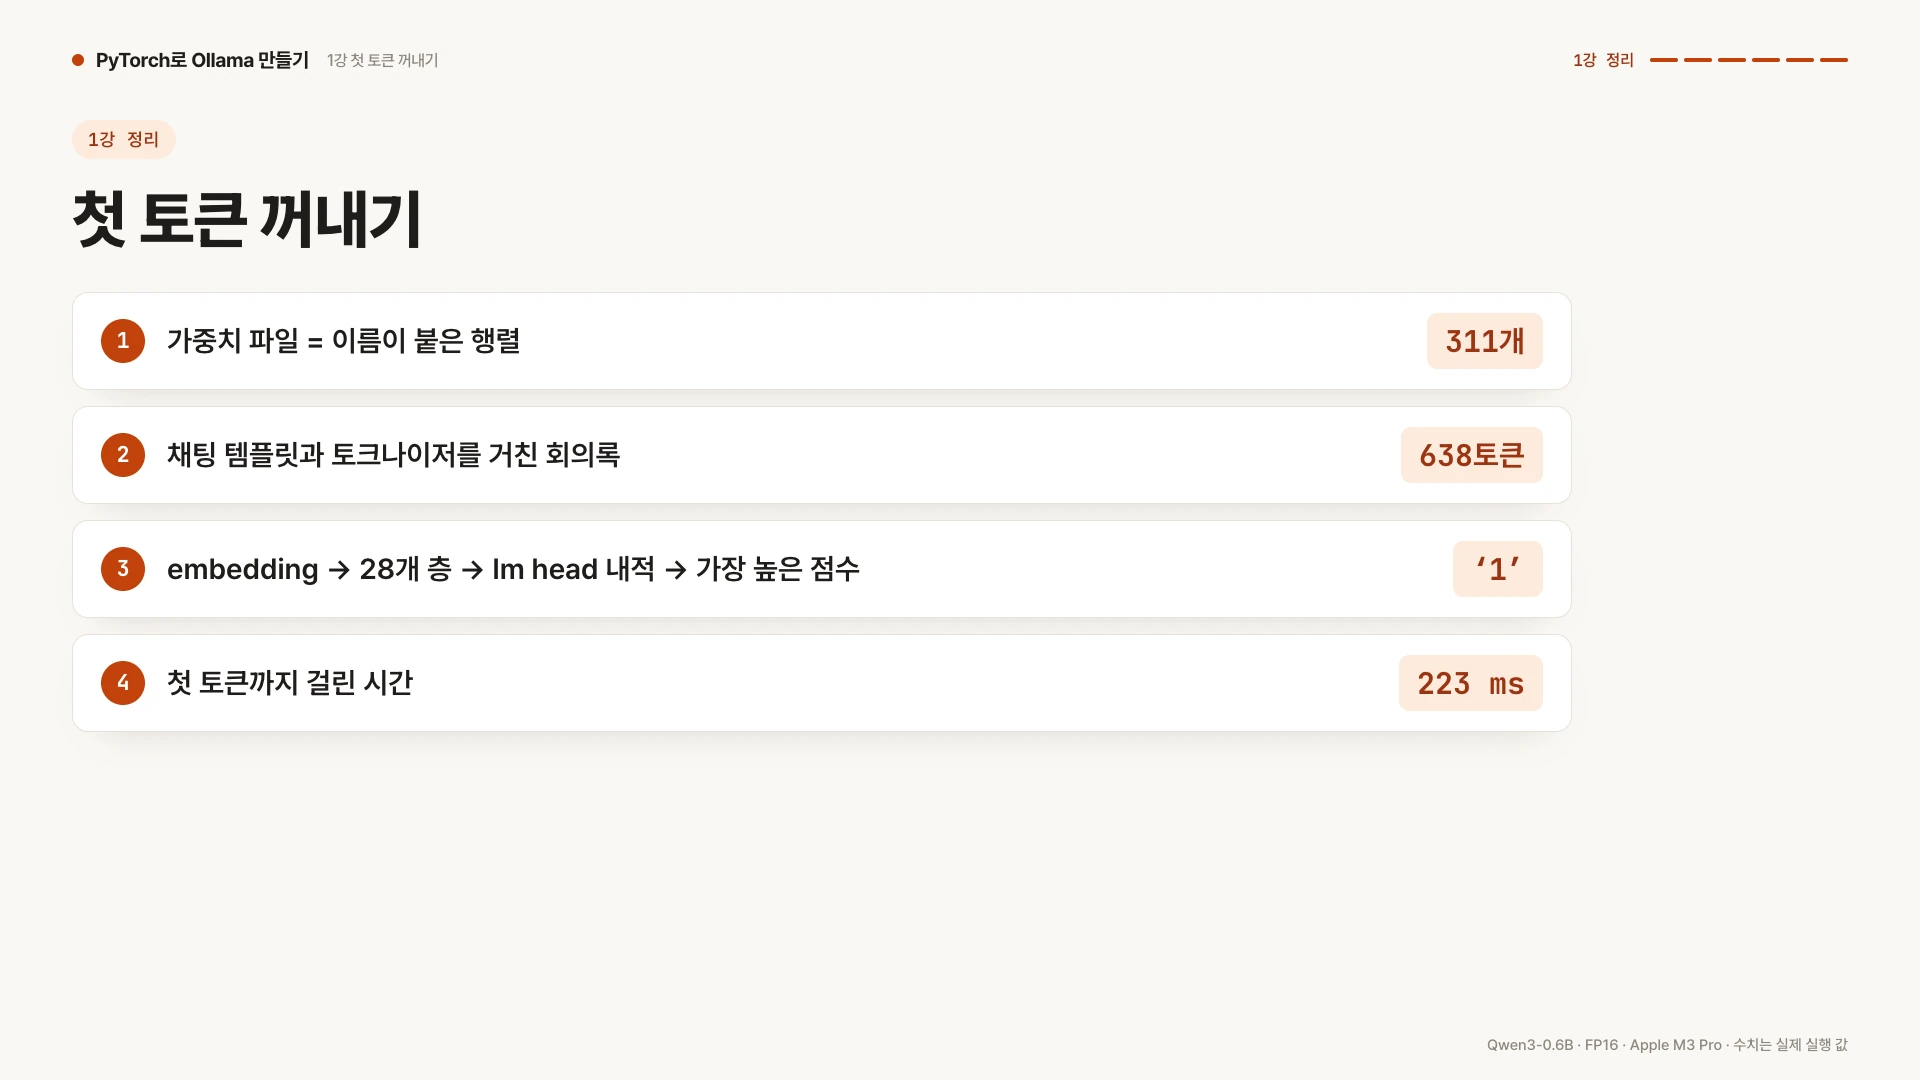 PyTorch로 Ollama 만들기 1강 첫 토큰 꺼내기
1강 정리
1강 정리
첫 토큰 꺼내기
1 가중치 파일 = 이름이 붙은 행렬 311개
2 채팅 템플릿과 토크나이저를 거친 회의록 638토큰
3 embedding → 28개 층 → lm head 내적 → 가장 높은 점수 ‘1’
4 첫 토큰까지 걸린 시간 223 ms
Qwen3-0.6B · FP16 · Apple M3 Pro · 수치는 실제 실행 값